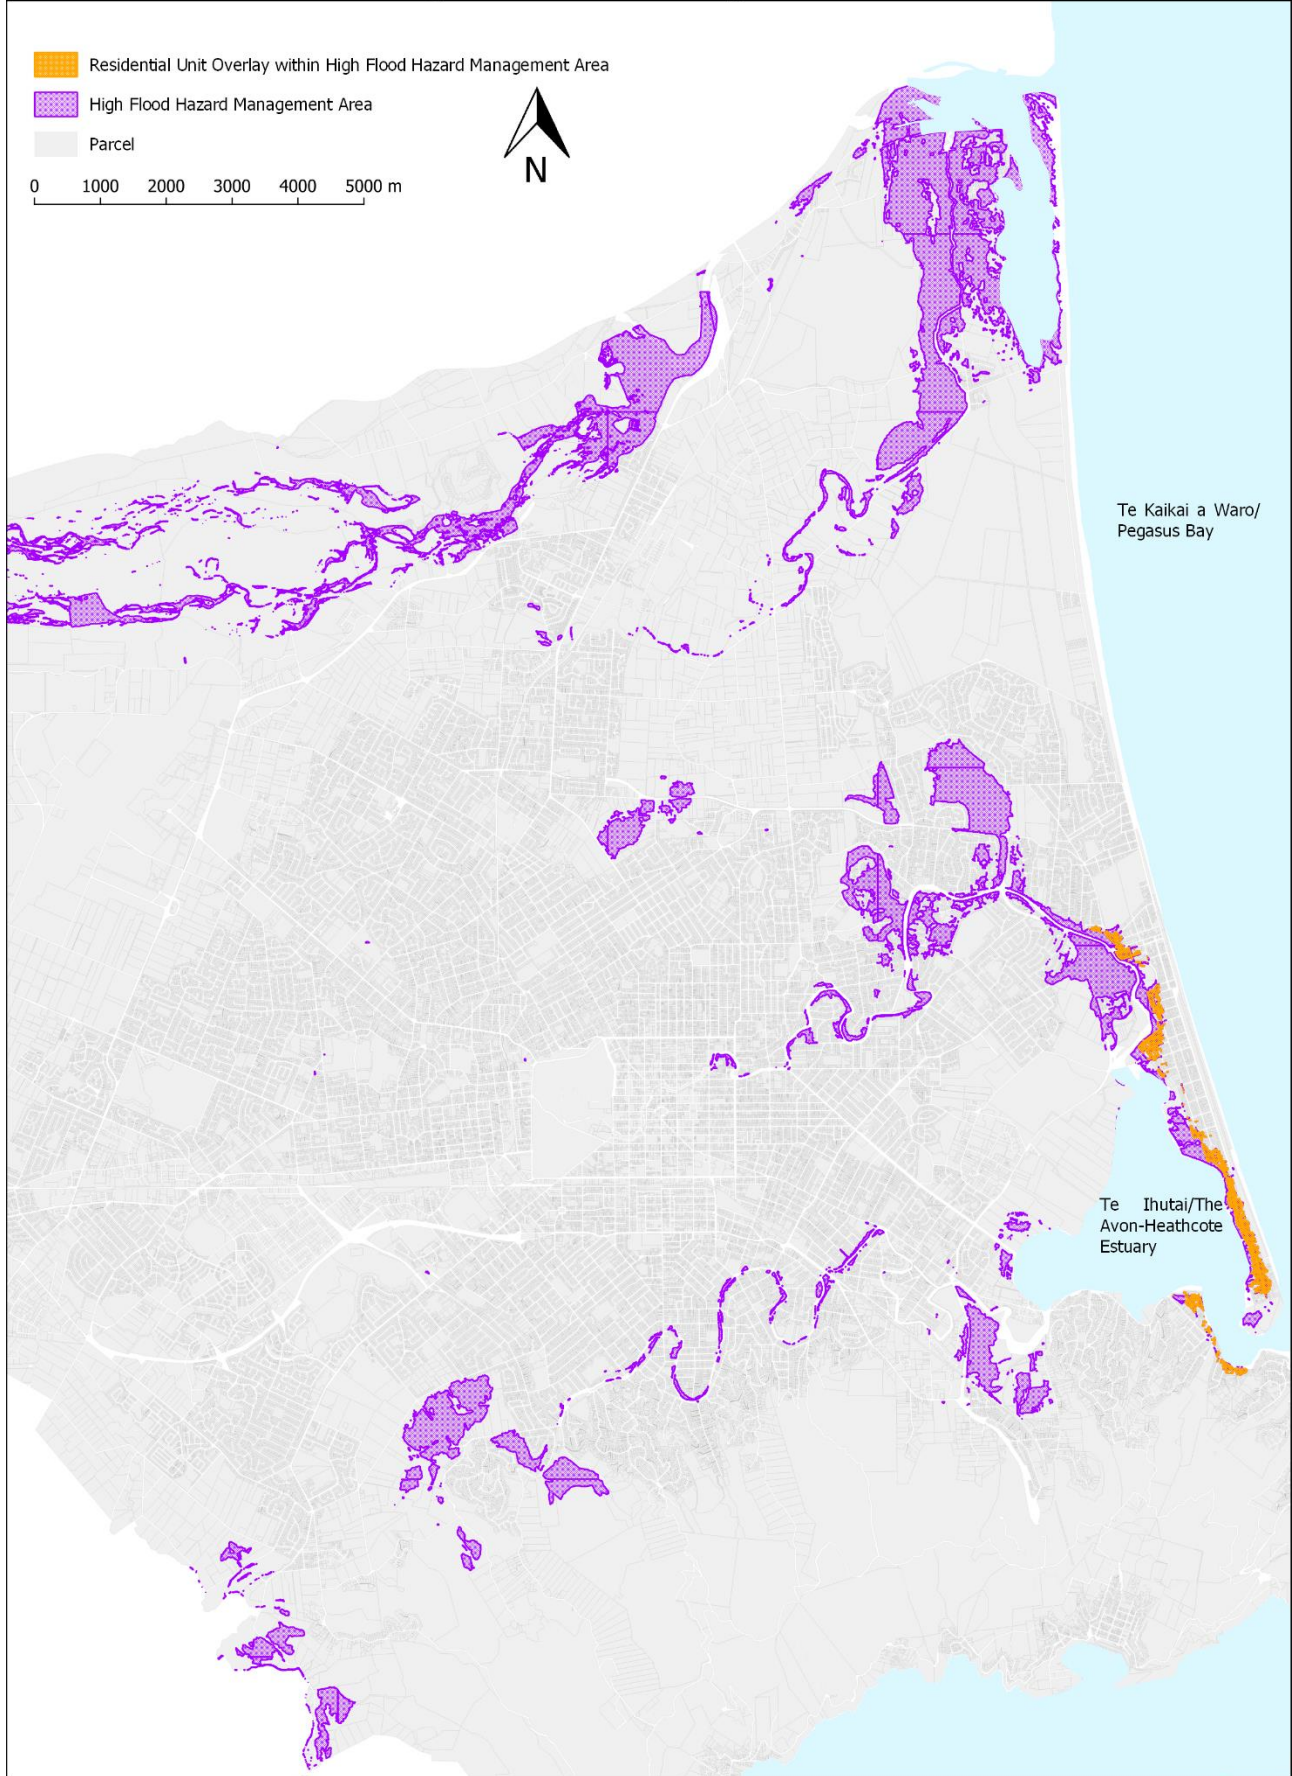 Residential Unit Overlay within High Flood Hazard Management Area
High Flood Hazard Management Area
Parcel
0 1000 2000 3000 4000 5000 m
N
Te Kaikai a Waro/
Pegasus Bay
Te Ihutai/The
Avon-Heathcote
Estuary